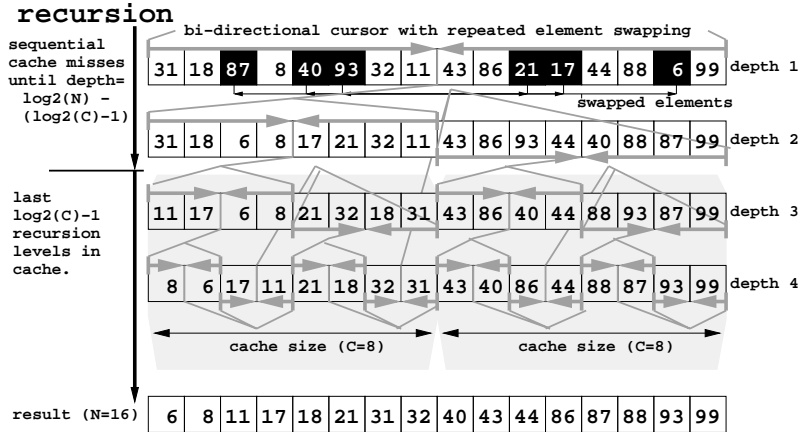 recursion
bi-directional cursor with repeated element swapping
sequential
cache misses
until depth=
log2(N) -
(log2(C)-1)
31 18 87 8 40 93 32 11 43 86 21 17 44 88 6 99 depth 1
swapped elements
31 18 6 8 17 21 32 11 43 86 93 44 40 88 87 99 depth 2
last
log2(C)-1
recursion
levels in
cache.
11 17 6 8 21 32 18 31 43 86 40 44 88 93 87 99 depth 3
8 6 17 11 21 18 32 31 43 40 86 44 88 87 93 99 depth 4
cache size (C=8) cache size (C=8)
result (N=16) 6 8 11 17 18 21 31 32 40 43 44 86 87 88 93 99